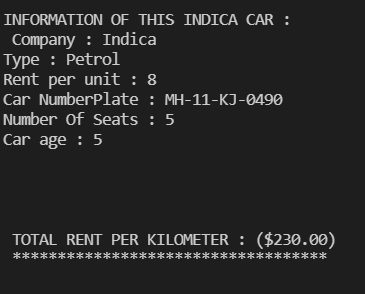 INFORMATION OF THIS INDICA CAR :
Company : Indica
Type : Petrol
Rent per unit : 8
Car NumberPlate : MH-11-KJ-0490
Number Of Seats : 5
Car age : 5
TOTAL RENT PER KILOMETER : ($230.00)
***********************************